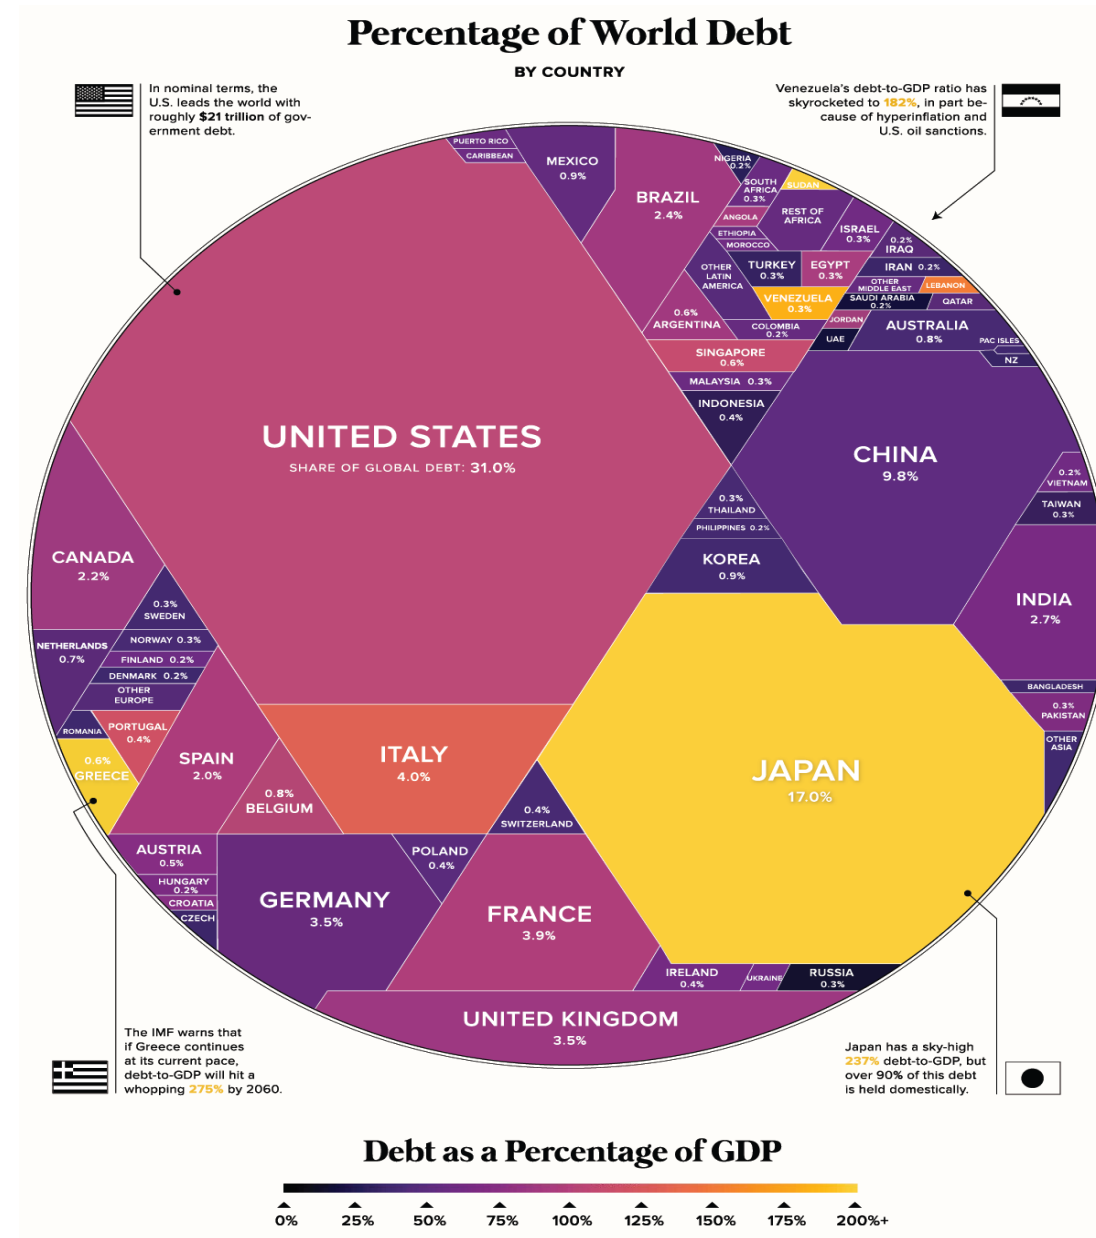 Percentage of World Debt
BY COUNTRY
In nominal terms, the
U.S. leads the world with
roughly $21 trillion of gov-
ernment debt.
Venezuela's debt-to-GDP ratio has
skyrocketed to 182%, in part be-
cause of hyperinflation and
U.S. oil sanctions.
PUERTO RICO
CARIBBEAN
MEXICO
0.9%
BRAZIL
2.4%
NIGERIA
0.2%
SOUTH
AFRICA
0.3%
SUDAN
ANGOLA
REST OF
AFRICA
ETHIOPIA
MOROCCO
ISRAEL
0.3%
0.2%
IRAQ
OTHER
LATIN
AMERICA
TURKEY
0.3%
EGYPT
0.3%
IRAN 0.2%
OTHER
MIDDLE EAST
LEBANON
VENEZUELA
0.3%
SAUDI ARABIA
0.2%
QATAR
0.6%
ARGENTINA
COLOMBIA
0.2%
JORDAN
UAE
AUSTRALIA
0.8%
PAC ISLES
NZ
SINGAPORE
0.6%
MALAYSIA 0.3%
INDONESIA
0.4%
UNITED STATES
SHARE OF GLOBAL DEBT: 31.0%
CHINA
9.8%
0.2%
VIETNAM
TAIWAN
0.3%
0.3%
THAILAND
PHILIPPINES 0.2%
KOREA
0.9%
CANADA
2.2%
INDIA
2.7%
0.3%
SWEDEN
NETHERLANDS
0.7%
NORWAY 0.3%
FINLAND 0.2%
DENMARK 0.2%
OTHER
EUROPE
BANGLADESH
0.3%
PAKISTAN
OTHER
ASIA
ROMANIA
PORTUGAL
0.4%
0.6%
GREECE
SPAIN
2.0%
0.8%
BELGIUM
ITALY
4.0%
JAPAN
17.0%
0.4%
SWITZERLAND
AUSTRIA
0.5%
HUNGARY
0.2%
CROATIA
CZECH
GERMANY
3.5%
POLAND
0.4%
FRANCE
3.9%
IRELAND
0.4%
UKRAINE
RUSSIA
0.3%
UNITED KINGDOM
3.5%
The IMF warns that
if Greece continues
at its current pace,
debt-to-GDP will hit a
whopping 275% by 2060.
Japan has a sky-high
237% debt-to-GDP, but
over 90% of this debt
is held domestically.
Debt as a Percentage of GDP
0% 25% 50% 75% 100% 125% 150% 175% 200%+